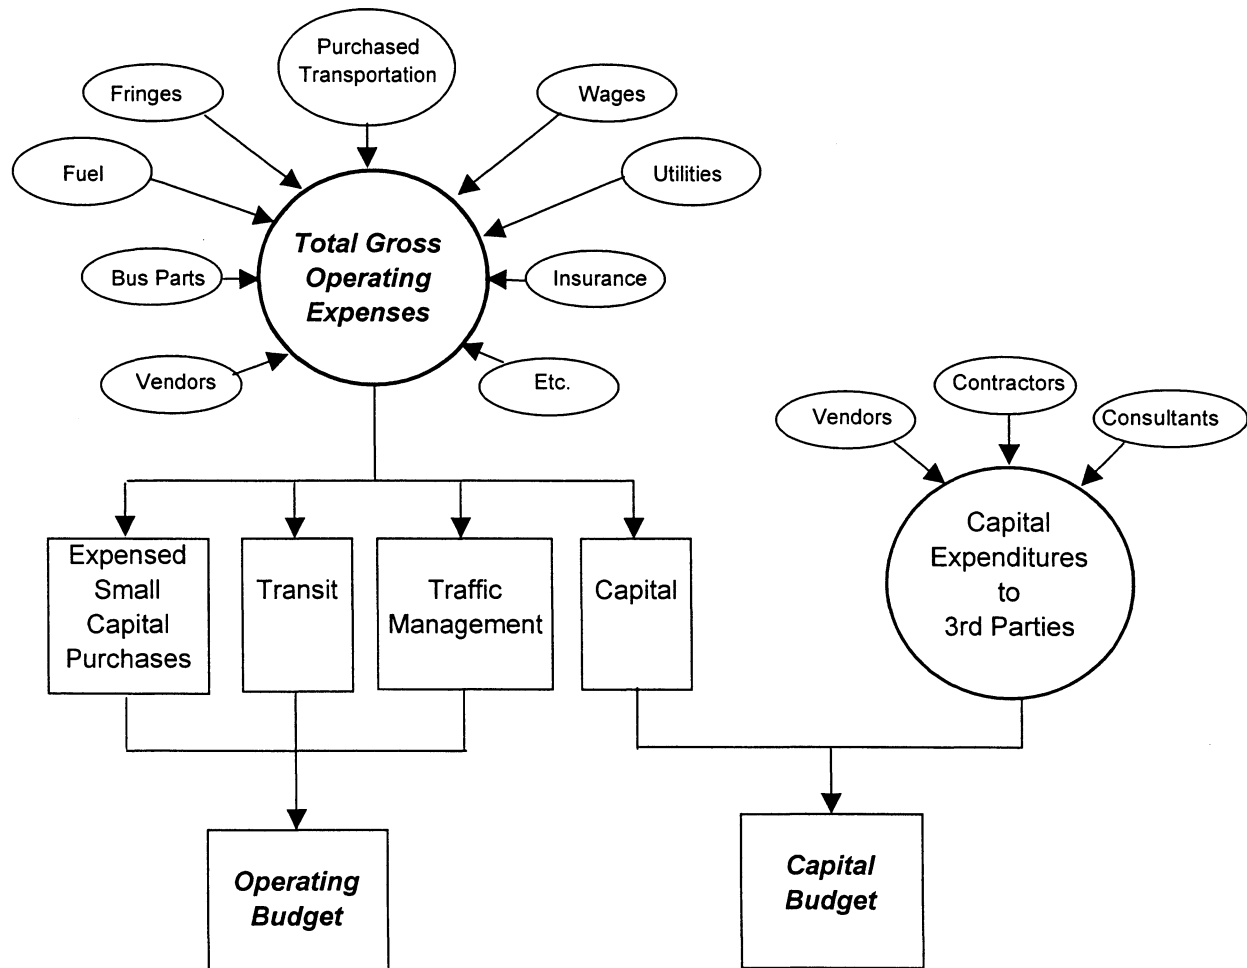 Purchased
Transportation
Fringes
Wages
Fuel
Utilities
Total Gross
Operating
Expenses
Bus Parts
Insurance
Vendors
Etc.
Contractors
Vendors
Consultants
Capital
Expenditures
to
3rd Parties
Expensed
Small
Capital
Purchases
Transit
Traffic
Management
Capital
Operating
Budget
Capital
Budget